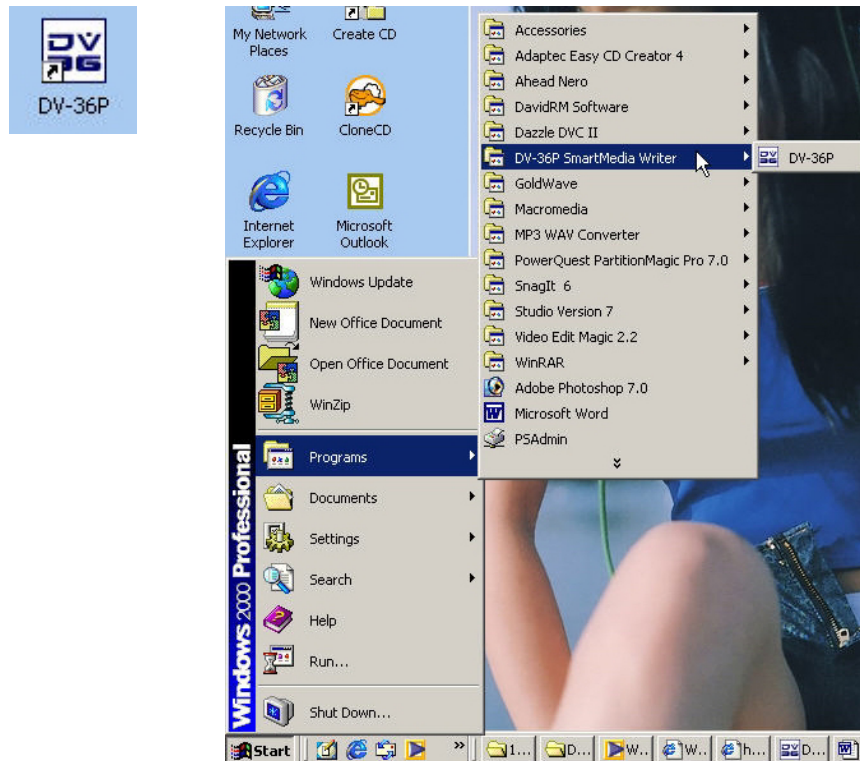 DV
36
DV-36P
My Network
Places
Create CD
Recycle Bin
CloneCD
Internet
Explorer
Microsoft
Outlook
Windows Update
New Office Document
Open Office Document
WinZip
Programs
Documents
Settings
Search
Help
Run...
Shut Down...
Windows 2000 Professional
Accessories
Adaptec Easy CD Creator 4
Ahead Nero
DavidRM Software
Dazzle DVC II
DV-36P SmartMedia Writer
GoldWave
Macromedia
MP3 WAV Converter
PowerQuest PartitionMagic Pro 7.0
SnagIt 6
Studio Version 7
Video Edit Magic 2.2
WinRAR
Adobe Photoshop 7.0
Microsoft Word
PSAdmin
DV-36P
Start
»
1...
D...
W...
W...
h...
D...